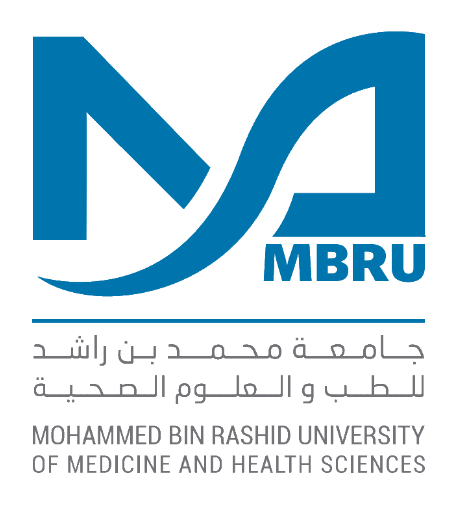 MBRU
جامعة محمد بن راشد
للطب و العلوم الصحية
MOHAMMED BIN RASHID UNIVERSITY
OF MEDICINE AND HEALTH SCIENCES